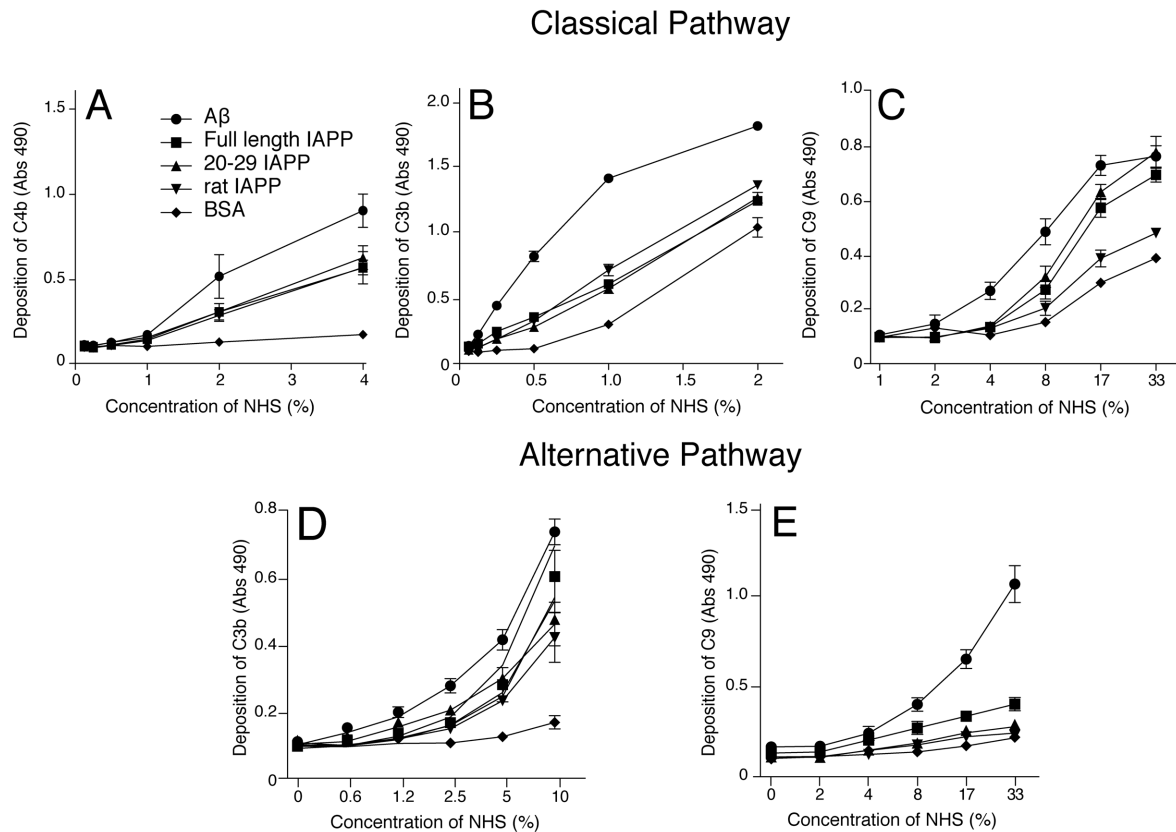 Classical Pathway
A
Aβ
Full length IAPP
20-29 IAPP
rat IAPP
BSA
Deposition of C4b (Abs 490)
1.5
1.0
0.5
0
0 1 2 3 4
Concentration of NHS (%)
B
Deposition of C3b (Abs 490)
2.0
1.5
1.0
0.5
0
0 0.5 1.0 1.5 2
Concentration of NHS (%)
C
Deposition of C9 (Abs 490)
1.0
0.8
0.6
0.4
0.2
0
1 2 4 8 17 33
Concentration of NHS (%)
Alternative Pathway
D
Deposition of C3b (Abs 490)
0.8
0.6
0.4
0.2
0
0 0.6 1.2 2.5 5 10
Concentration of NHS (%)
E
Deposition of C9 (Abs 490)
1.5
1.0
0.5
0
0 2 4 8 17 33
Concentration of NHS (%)